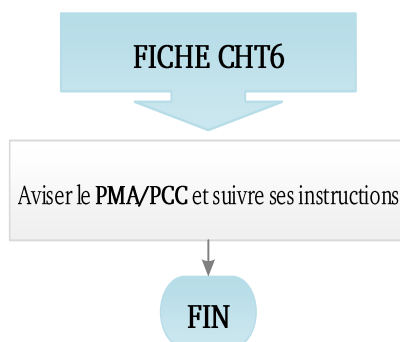 FICHE CHT6
Aviser le PMA/PCC et suivre ses instructions
FIN